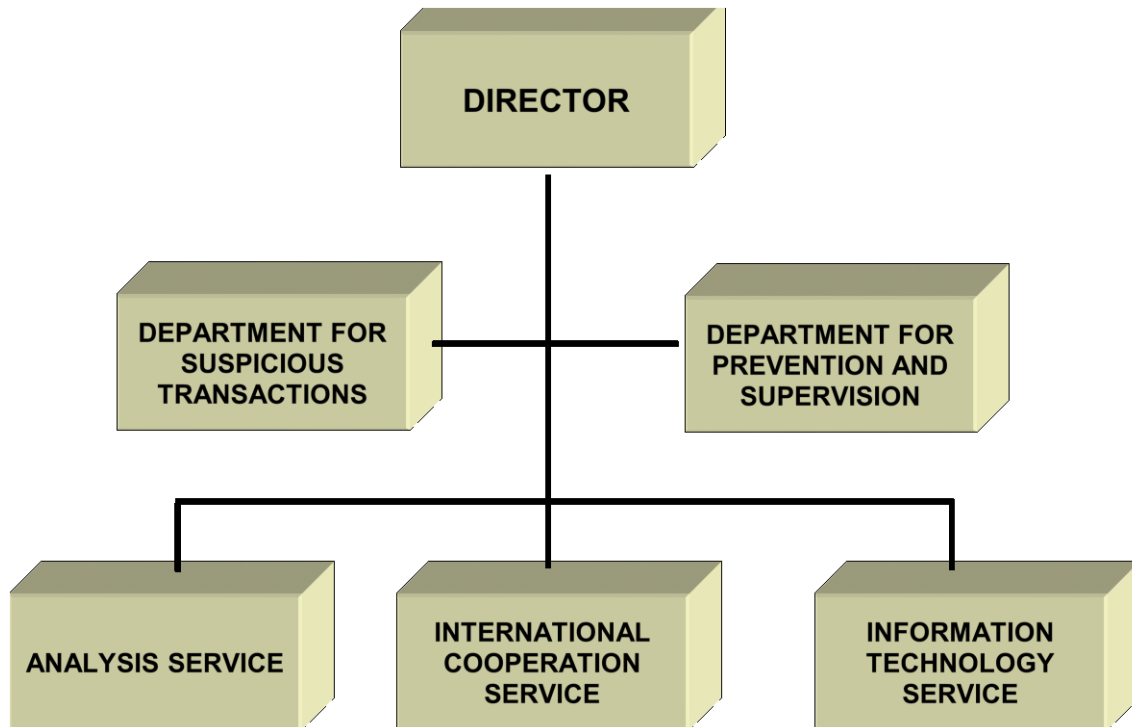 DIRECTOR
DEPARTMENT FOR
SUSPICIOUS
TRANSACTIONS
DEPARTMENT FOR
PREVENTION AND
SUPERVISION
ANALYSIS SERVICE
INTERNATIONAL
COOPERATION
SERVICE
INFORMATION
TECHNOLOGY
SERVICE